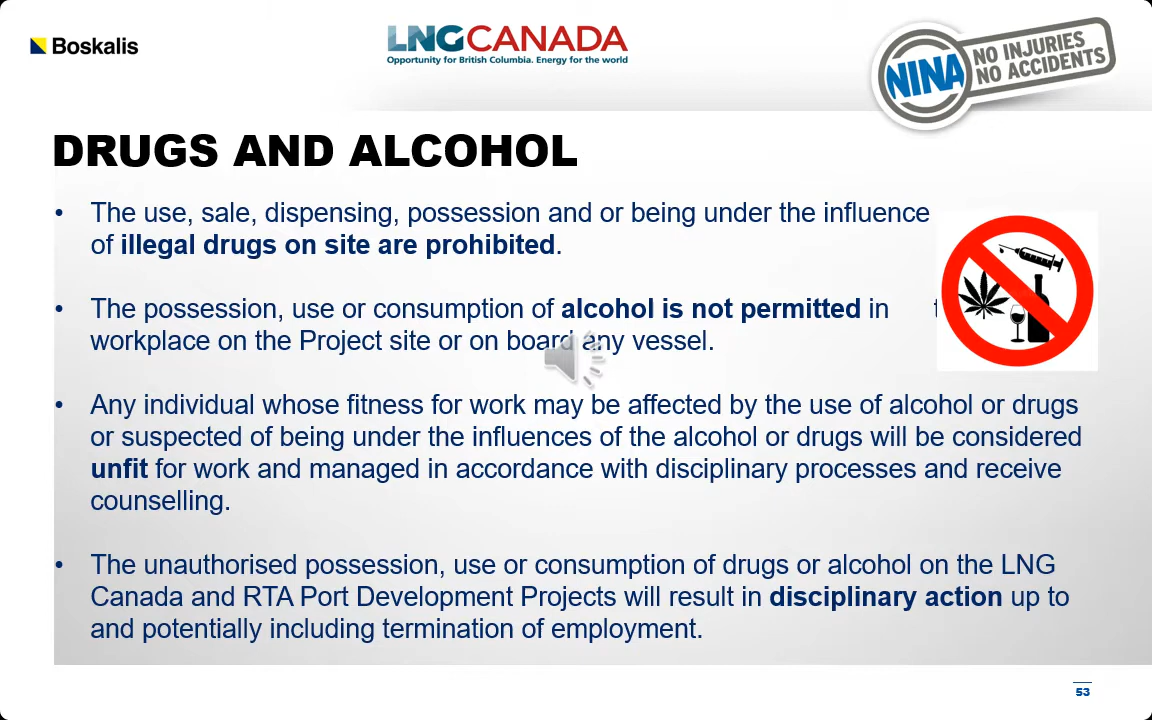 Boskalis
LNGCANADA
Opportunity for British Columbia. Energy for the world
NINA NO INJURIES
NO ACCIDENTS
DRUGS AND ALCOHOL
• The use, sale, dispensing, possession and or being under the influence
of illegal drugs on site are prohibited.
• The possession, use or consumption of alcohol is not permitted in
workplace on the Project site or on board any vessel.
• Any individual whose fitness for work may be affected by the use of alcohol or drugs
or suspected of being under the influences of the alcohol or drugs will be considered
unfit for work and managed in accordance with disciplinary processes and receive
counselling.
• The unauthorised possession, use or consumption of drugs or alcohol on the LNG
Canada and RTA Port Development Projects will result in disciplinary action up to
and potentially including termination of employment.
53